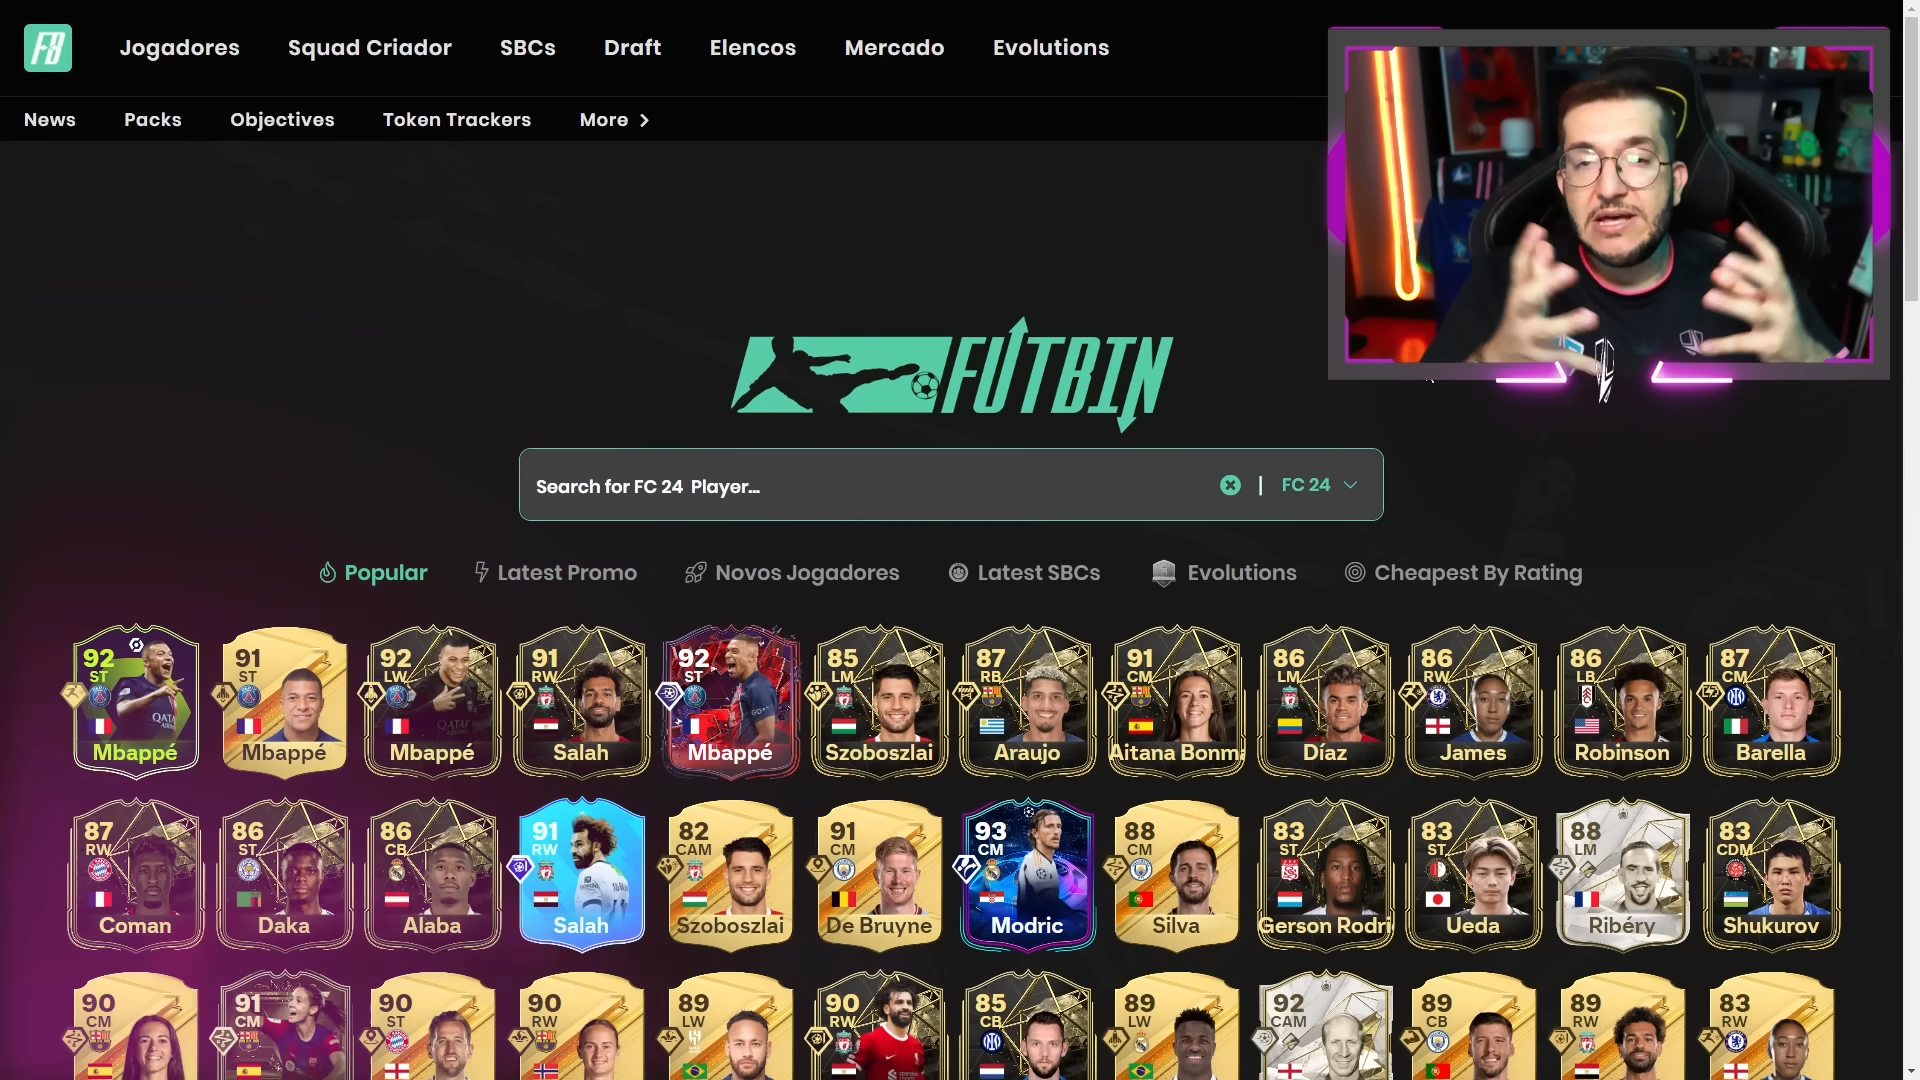 FB
Jogadores Squad Criador SBCs Draft Elencos Mercado Evolutions
News Packs Objectives Token Trackers More
FUTBIN
Search for FC 24 Player... | FC 24
Popular Latest Promo Novos Jogadores Latest SBCs Evolutions Cheapest By Rating
92 91 92 91 92 85 87 91 86 86 86 87
ST ST LW RW ST LM RB CM LM RW LB CM
Mbappé Mbappé Mbappé Salah Mbappé Szoboszlai Araujo Aitana Bonma Díaz James Robinson Barella
87 86 86 91 82 91 93 88 83 83 88 83
RW ST CB RW CAM CM CM CM ST ST LM CDM
Coman Daka Alaba Salah Szoboszlai De Bruyne Modric Silva Gerson Rodri Ueda Ribéry Shukurov
90 91 90 90 89 90 85 89 92 89 89 83
CM CM ST RW LW RW CB LW CAM CB RW RW